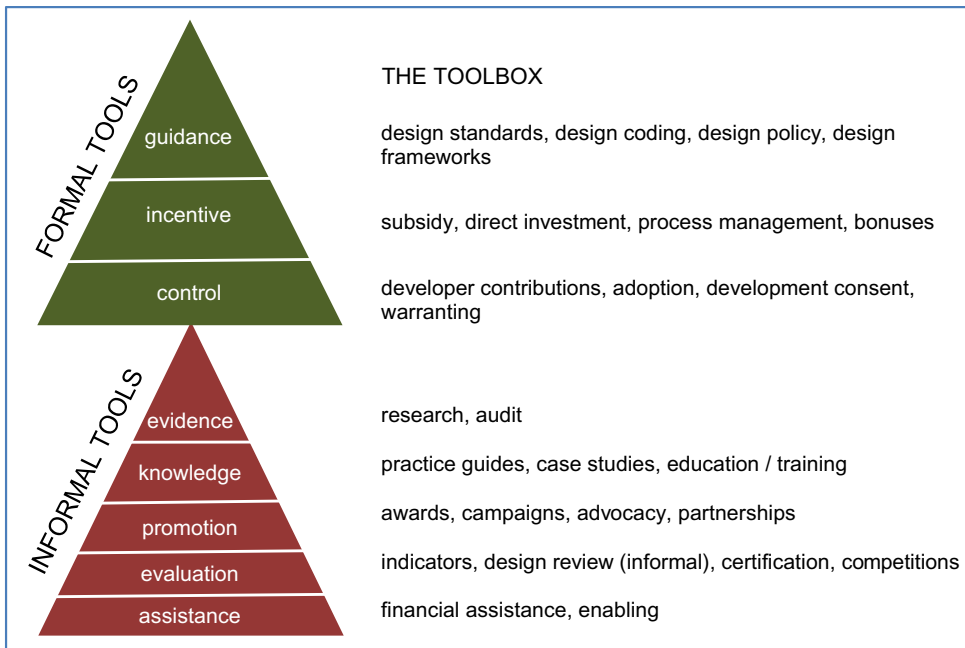 FORMAL TOOLS
THE TOOLBOX
guidance
design standards, design coding, design policy, design
frameworks
incentive
subsidy, direct investment, process management, bonuses
control
developer contributions, adoption, development consent,
warranting
INFORMAL TOOLS
evidence
research, audit
knowledge
practice guides, case studies, education / training
promotion
awards, campaigns, advocacy, partnerships
evaluation
indicators, design review (informal), certification, competitions
assistance
financial assistance, enabling